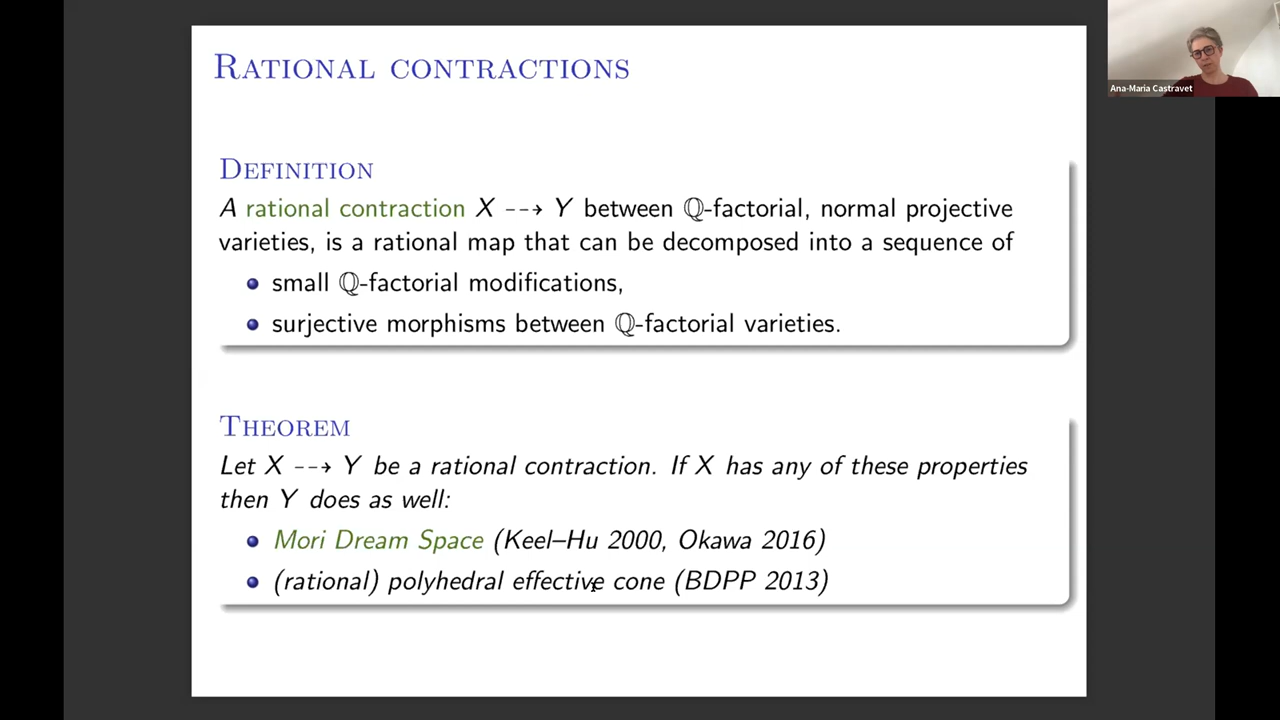 RATIONAL CONTRACTIONS
Ana-Maria Castravet
DEFINITION
A rational contraction X ⇢ Y between ℚ-factorial, normal projective
varieties, is a rational map that can be decomposed into a sequence of
small ℚ-factorial modifications,
surjective morphisms between ℚ-factorial varieties.
THEOREM
Let X ⇢ Y be a rational contraction. If X has any of these properties
then Y does as well:
Mori Dream Space (Keel–Hu 2000, Okawa 2016)
(rational) polyhedral effective cone (BDPP 2013)